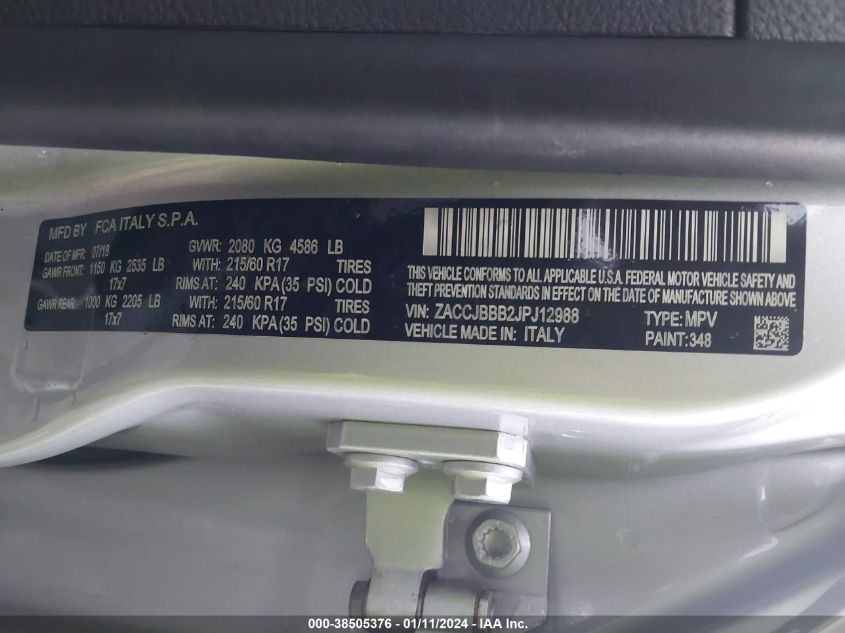 MFD BY FCA ITALY S.P.A.
DATE OF MFR: 07/18 GVWR: 2080 KG 4586 LB
GAWR FRONT: 1150 KG 2535 LB WITH: 215/60 R17 TIRES
17x7 RIMS AT: 240 KPA(35 PSI) COLD
GAWR REAR: 1000 KG 2205 LB WITH: 215/60 R17 TIRES
17x7 RIMS AT: 240 KPA(35 PSI) COLD
THIS VEHICLE CONFORMS TO ALL APPLICABLE U.S.A. FEDERAL MOTOR VEHICLE SAFETY AND
THEFT PREVENTION STANDARDS IN EFFECT ON THE DATE OF MANUFACTURE SHOWN ABOVE
VIN: ZACCJBBB2JPJ12988 TYPE: MPV
VEHICLE MADE IN: ITALY PAINT:348
000-38505376 - 01/11/2024 - IAAI.com